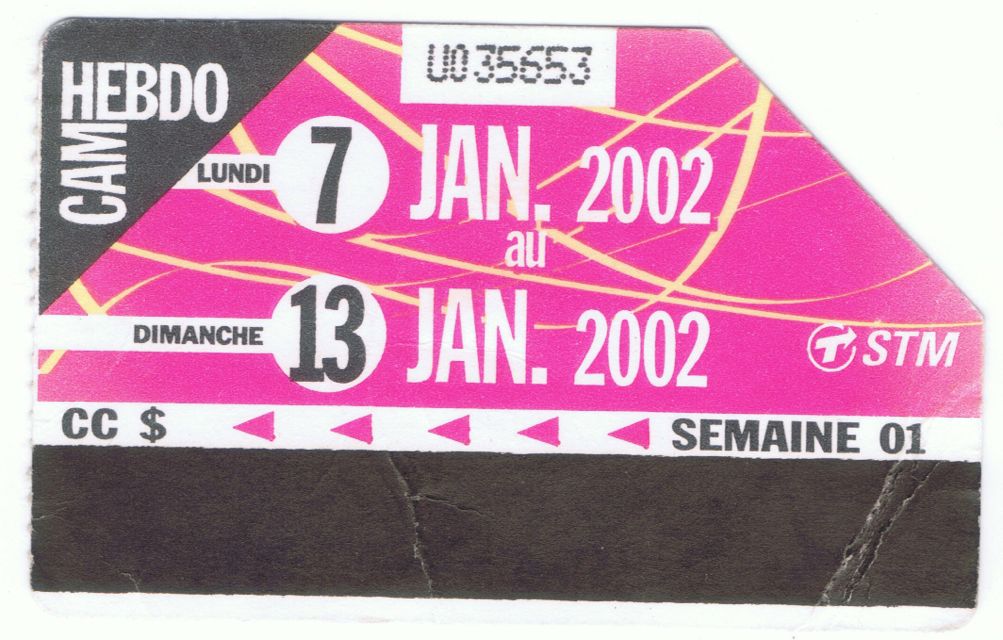 U035653
CAM HEBDO
LUNDI 7 JAN. 2002
au
DIMANCHE 13 JAN. 2002
STM
CC $ SEMAINE 01